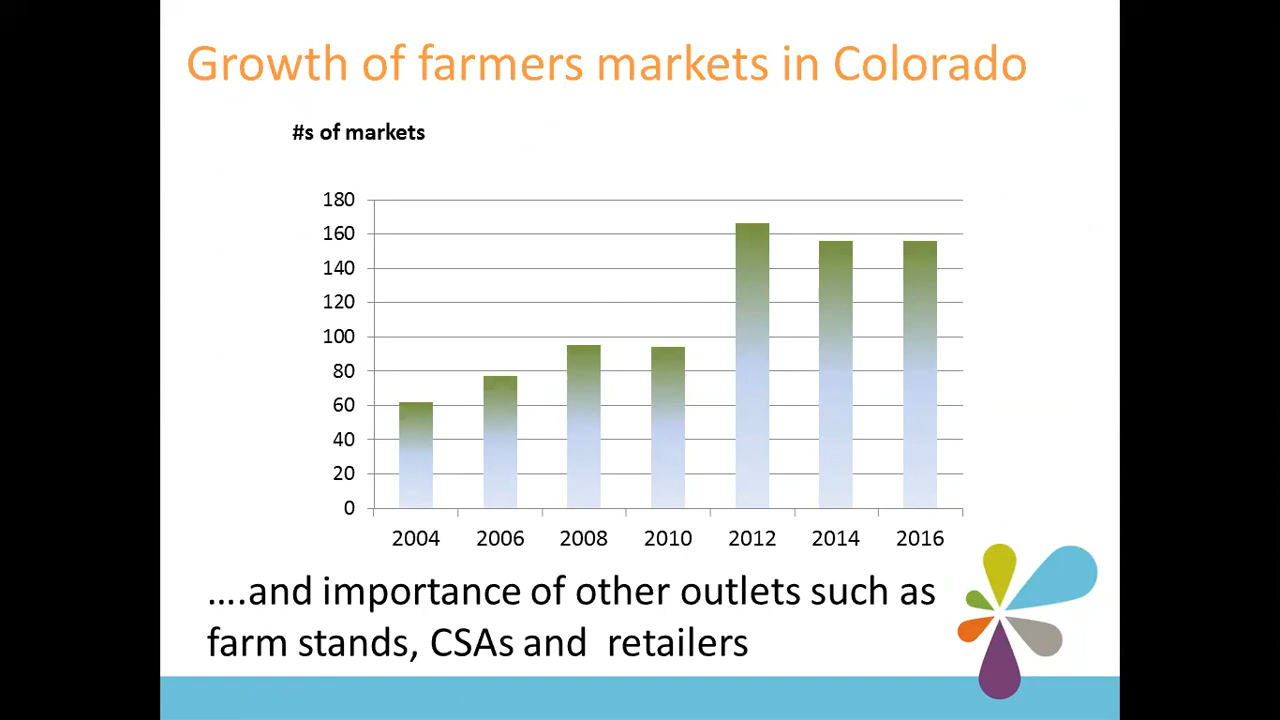 Growth of farmers markets in Colorado
#s of markets
180
160
140
120
100
80
60
40
20
0
2004 2006 2008 2010 2012 2014 2016
....and importance of other outlets such as
farm stands, CSAs and retailers